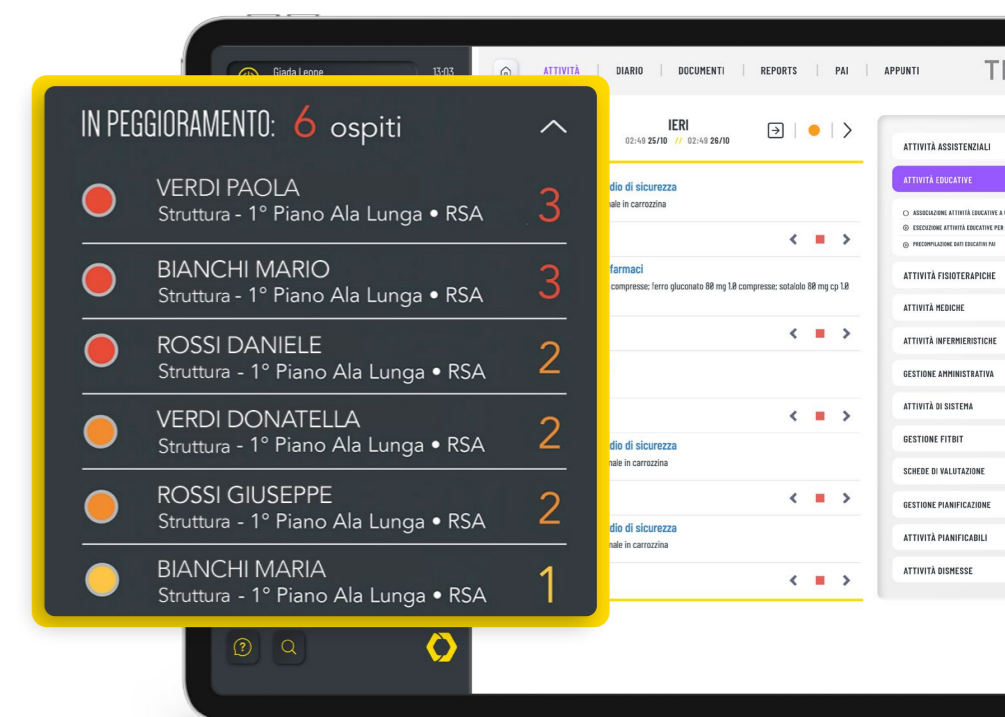 Giada Leone
13:03
ATTIVITÀ
DIARIO
DOCUMENTI
REPORTS
PAI
APPUNTI
IN PEGGIORAMENTO: 6 ospiti
VERDI PAOLA
Struttura - 1° Piano Ala Lunga • RSA
3
BIANCHI MARIO
Struttura - 1° Piano Ala Lunga • RSA
3
ROSSI DANIELE
Struttura - 1° Piano Ala Lunga • RSA
2
VERDI DONATELLA
Struttura - 1° Piano Ala Lunga • RSA
2
ROSSI GIUSEPPE
Struttura - 1° Piano Ala Lunga • RSA
2
BIANCHI MARIA
Struttura - 1° Piano Ala Lunga • RSA
1
IERI
02:49 25/10 // 02:49 26/10
di sicurezza
in carrozzina
farmaci
compresse; ferro gluconato 80 mg 1.0 compresse; sotalolo 80 mg cp 1.0
di sicurezza
in carrozzina
di sicurezza
in carrozzina
ATTIVITÀ ASSISTENZIALI
ATTIVITÀ EDUCATIVE
ASSOCIAZIONE ATTIVITÀ EDUCATIVE A
ESECUZIONE ATTIVITÀ EDUCATIVE PER
PRECOMPILAZIONE DATI EDUCATIVI PAI
ATTIVITÀ FISIOTERAPICHE
ATTIVITÀ MEDICHE
ATTIVITÀ INFERMIERISTICHE
GESTIONE AMMINISTRATIVA
ATTIVITÀ DI SISTEMA
GESTIONE FITBIT
SCHEDE DI VALUTAZIONE
GESTIONE PIANIFICAZIONE
ATTIVITÀ PIANIFICABILI
ATTIVITÀ DISMESSE